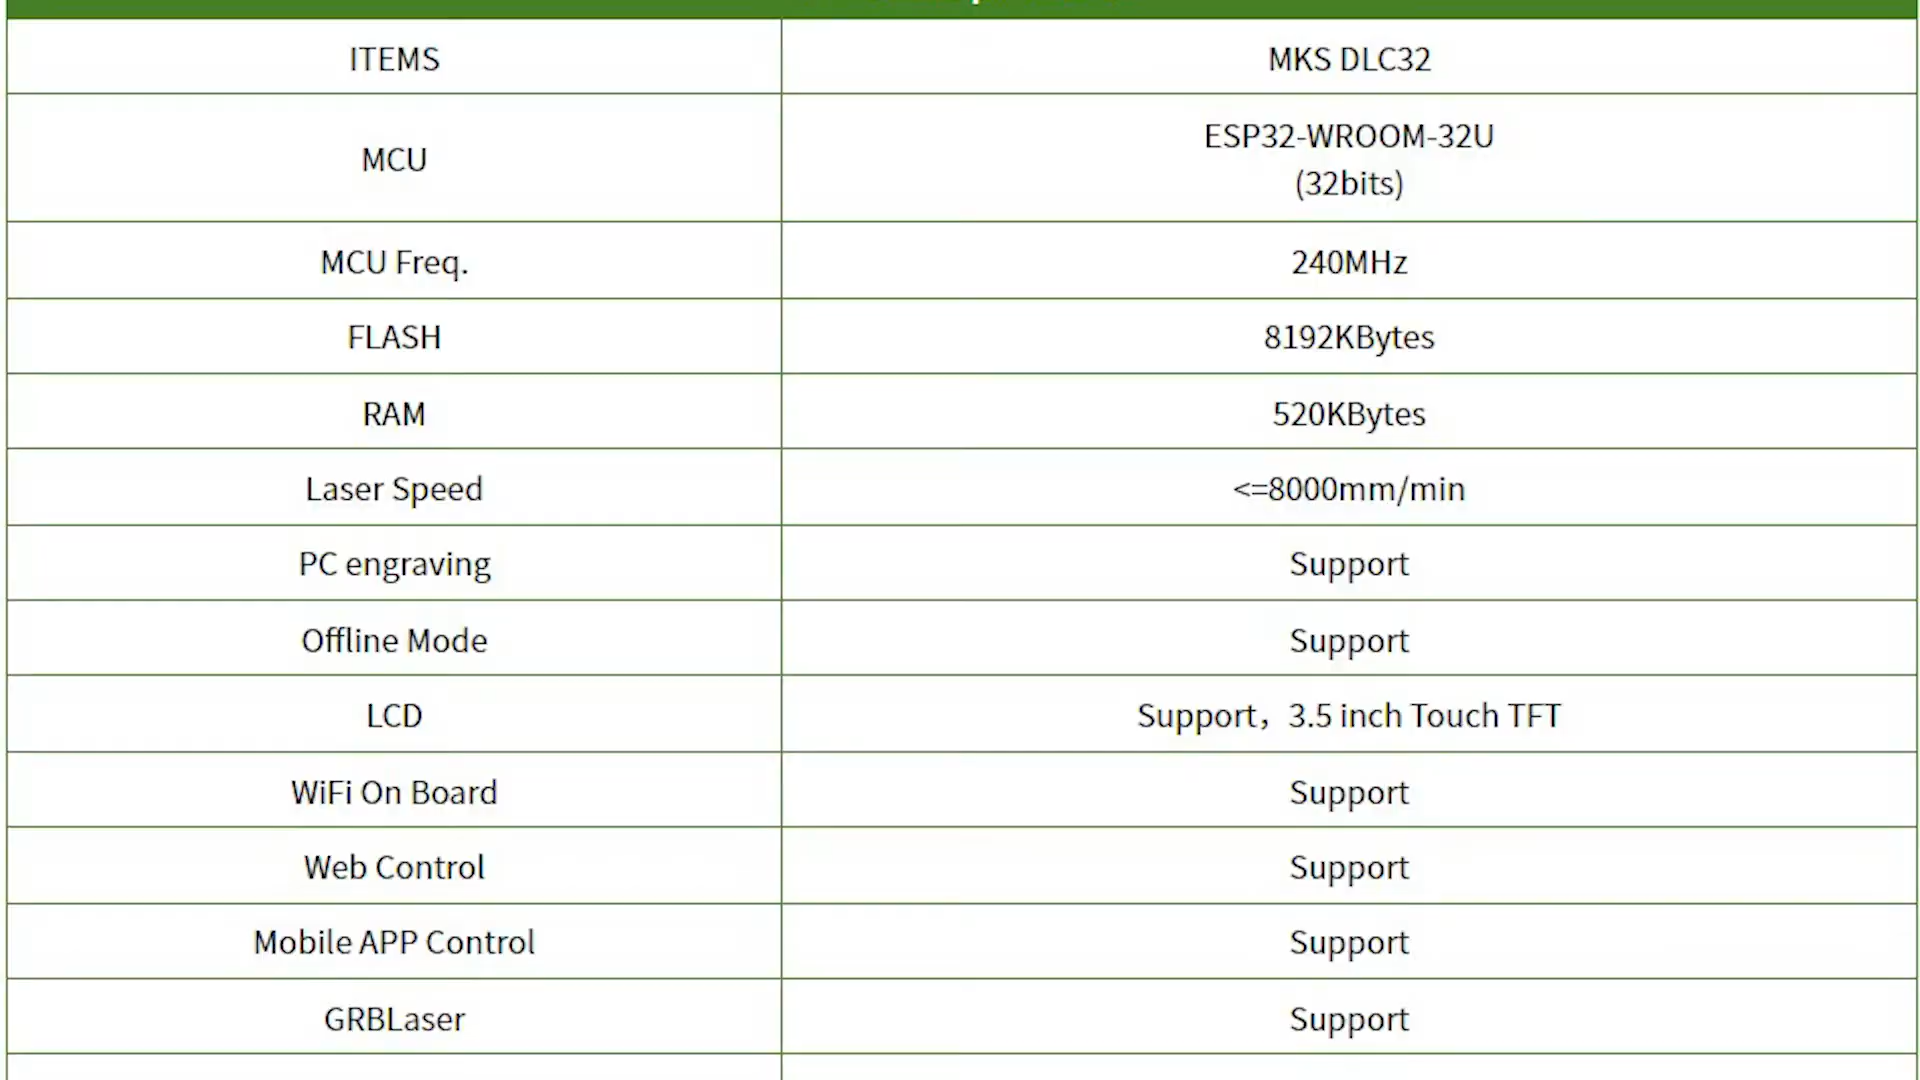 ITEMS MKS DLC32
MCU ESP32-WROOM-32U
(32bits)
MCU Freq. 240MHz
FLASH 8192KBytes
RAM 520KBytes
Laser Speed <=8000mm/min
PC engraving Support
Offline Mode Support
LCD Support，3.5 inch Touch TFT
WiFi On Board Support
Web Control Support
Mobile APP Control Support
GRBLaser Support